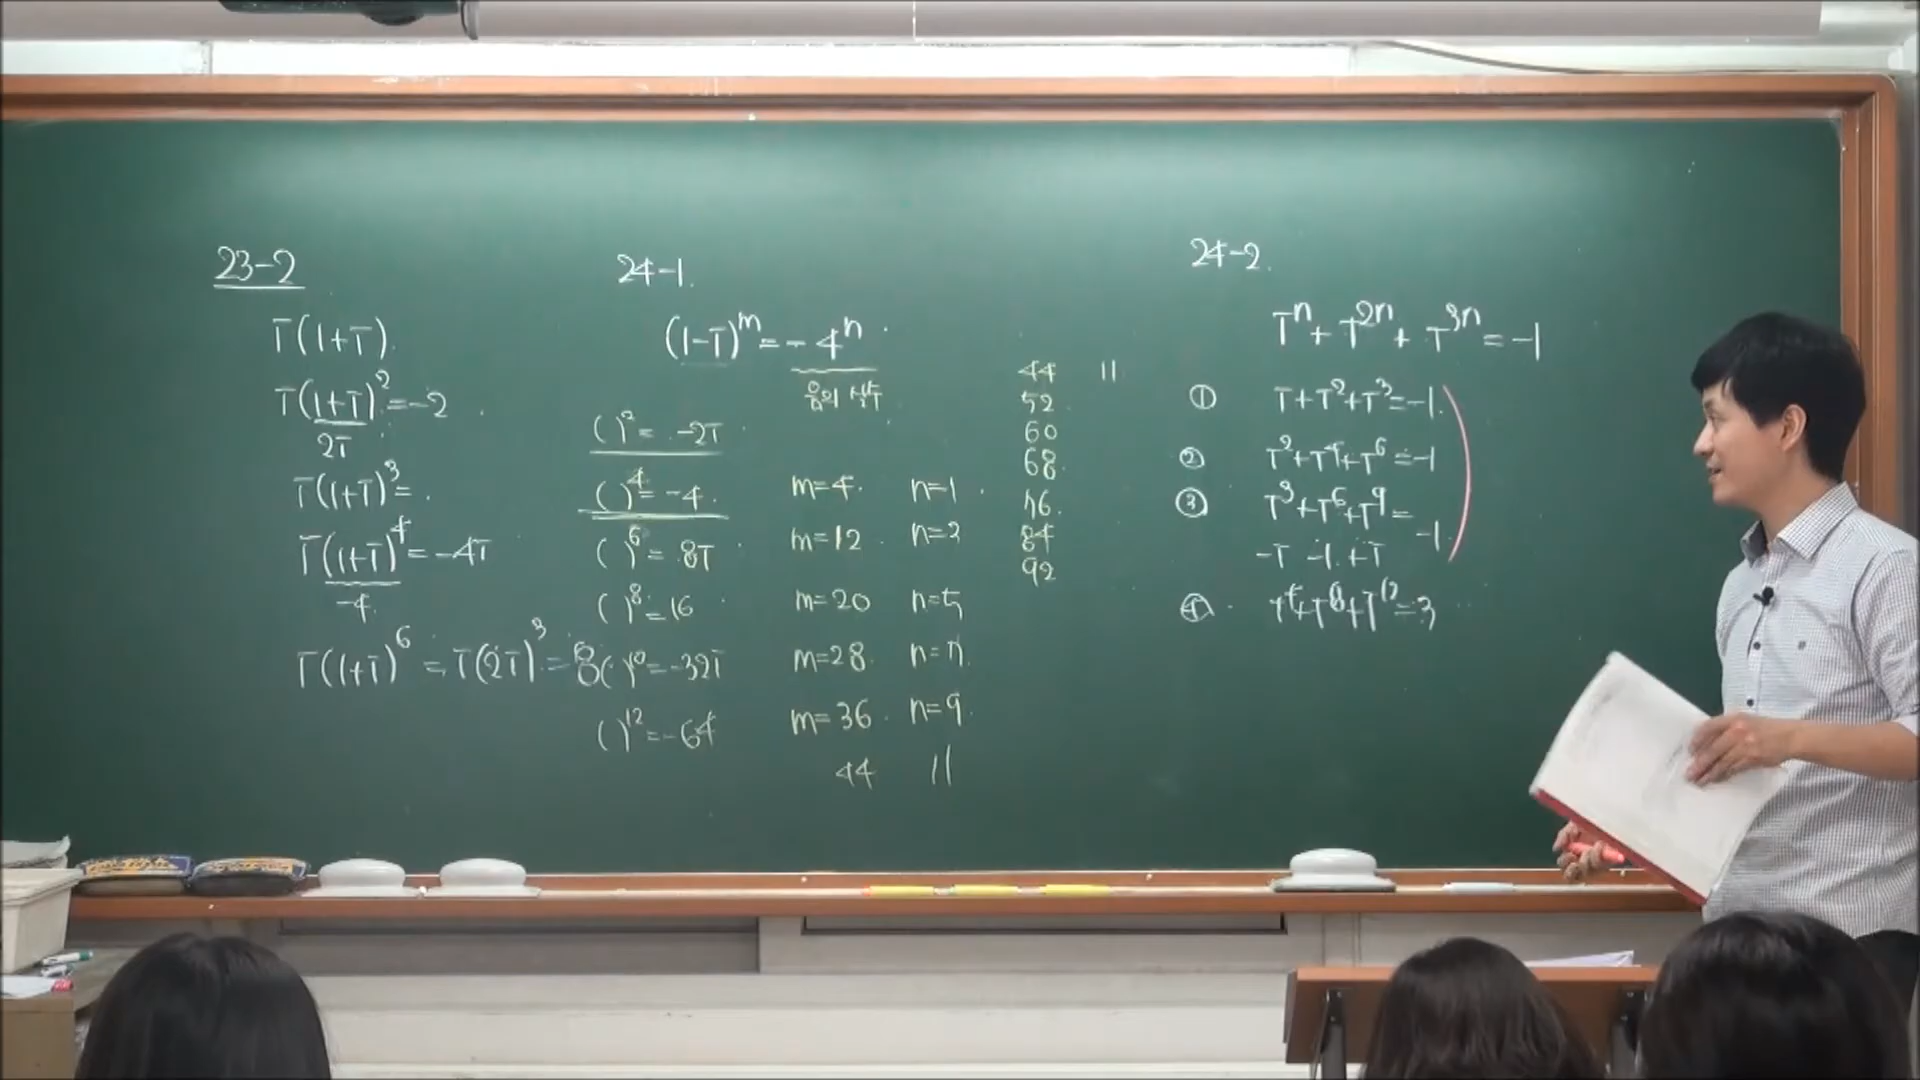 23-2
i(1+i)
i(1+i)²=-2
2i
i(1+i)³=
i(1+i)⁴=-4i
-4
i(1+i)⁶=i(2i)³=8
24-1.
(1-i)^m=-4^n
음의 실수
( )²=-2i
( )⁴=-4
( )⁶=8i
( )⁸=16
( )¹⁰=-32i
( )¹²=-64
m=4 n=1
m=12 n=3
m=20 n=5
m=28 n=7
m=36 n=9
44 11
44 11
52
60
68
76
84
92
24-2.
i^n+i^2n+i^3n=-1
① i+i²+i³=-1
② i²+i⁴+i⁶=-1
③ i³+i⁶+i⁹=-1
-i -1 +i
④ i⁴+i⁸+i¹²=3